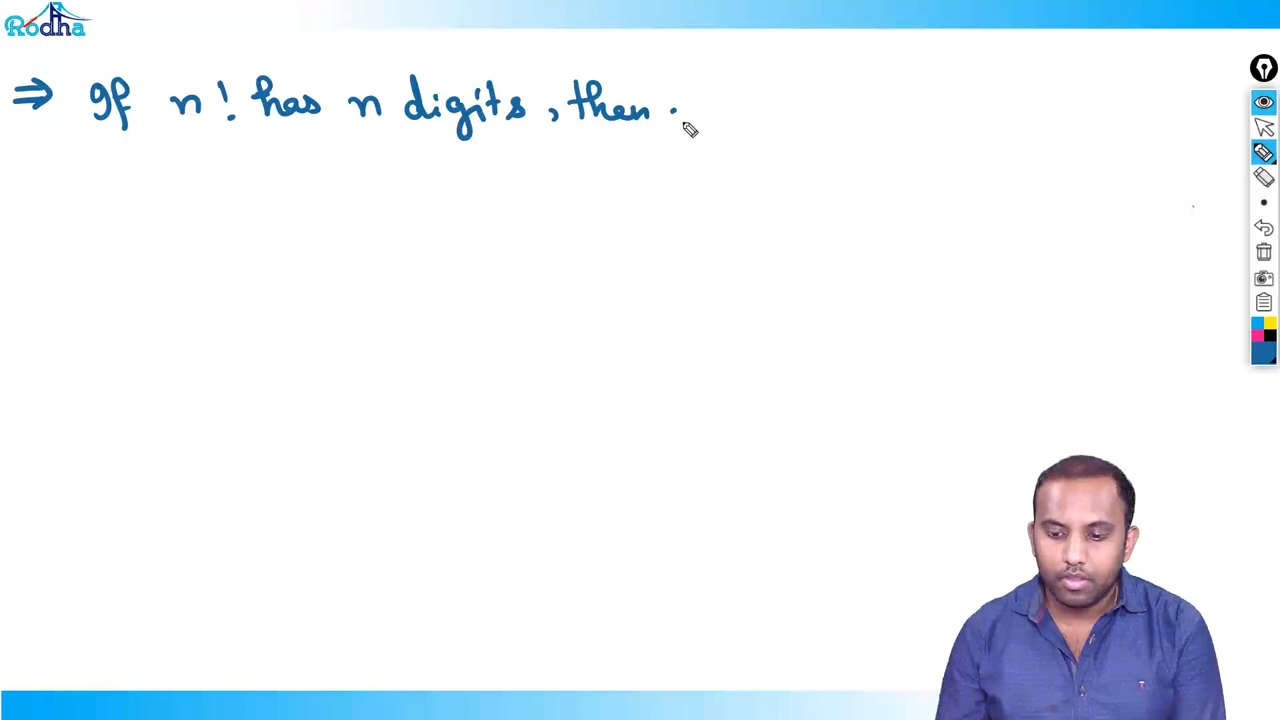 Rodha
⇒ If n! has n digits, then .